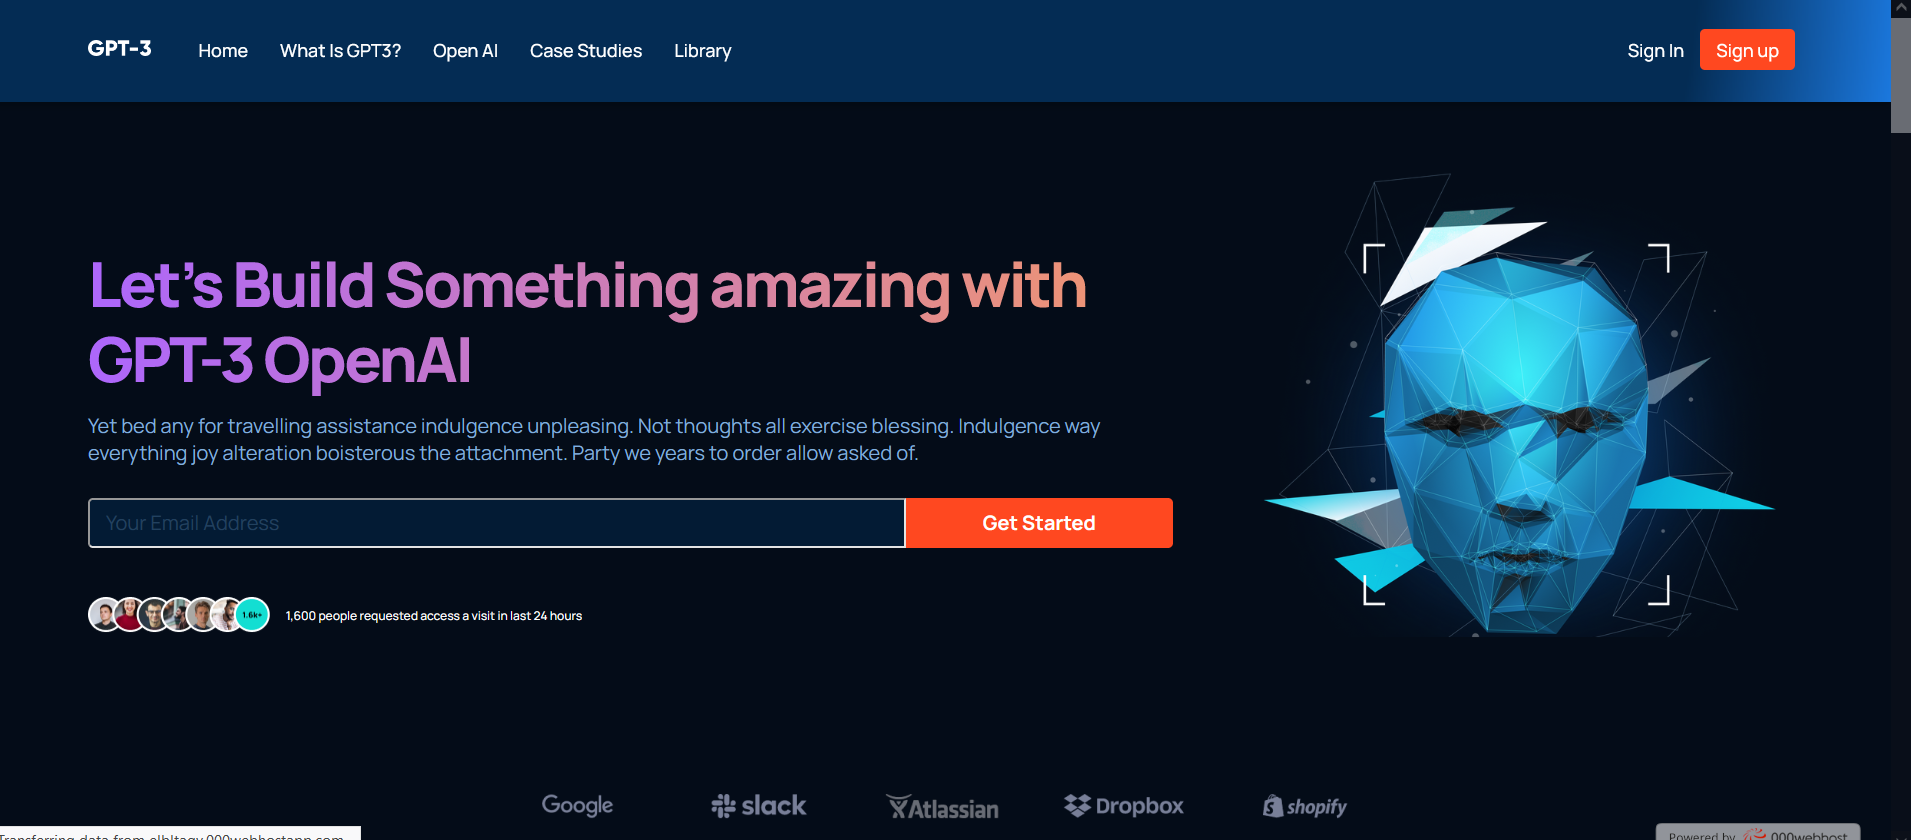 GPT-3
Home
What Is GPT3?
Open AI
Case Studies
Library
Sign In
Sign up
Let's Build Something amazing with
GPT-3 OpenAI
Yet bed any for travelling assistance indulgence unpleasing. Not thoughts all exercise blessing. Indulgence way
everything joy alteration boisterous the attachment. Party we years to order allow asked of.
Your Email Address
Get Started
1.6k+
1,600 people requested access a visit in last 24 hours
Google
slack
Atlassian
Dropbox
shopify
Transferring data from elbltagy.000webhostapp.com
Powered by 000webhost